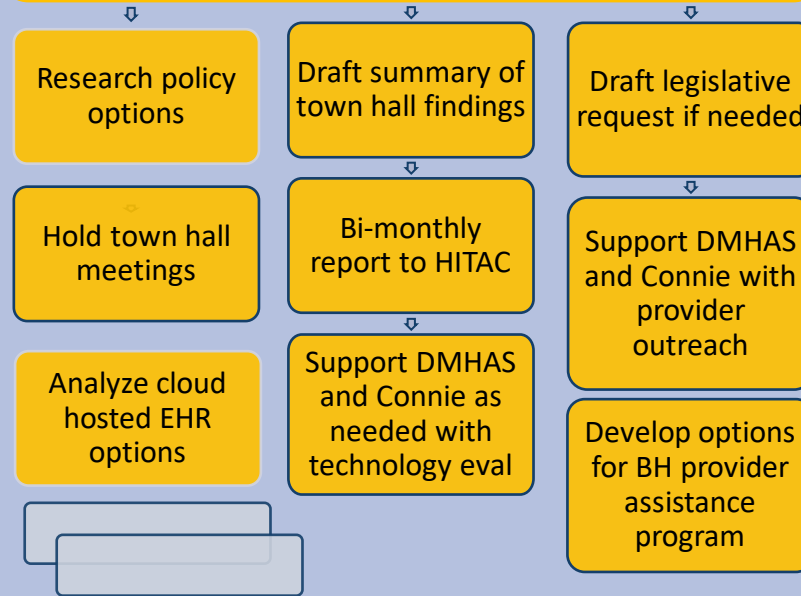 Research policy
options
Hold town hall
meetings
Analyze cloud
hosted EHR
options
Draft summary of
town hall findings
Bi-monthly
report to HITAC
Support DMHAS
and Connie as
needed with
technology eval
Draft legislative
request if needed
Support DMHAS
and Connie with
provider
outreach
Develop options
for BH provider
assistance
program